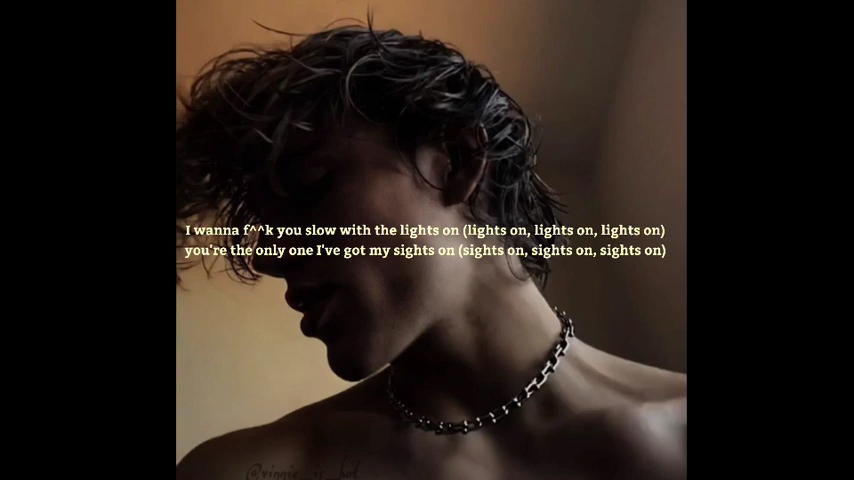 I wanna f^^k you slow with the lights on (lights on, lights on, lights on)
you're the only one I've got my sights on (sights on, sights on, sights on)